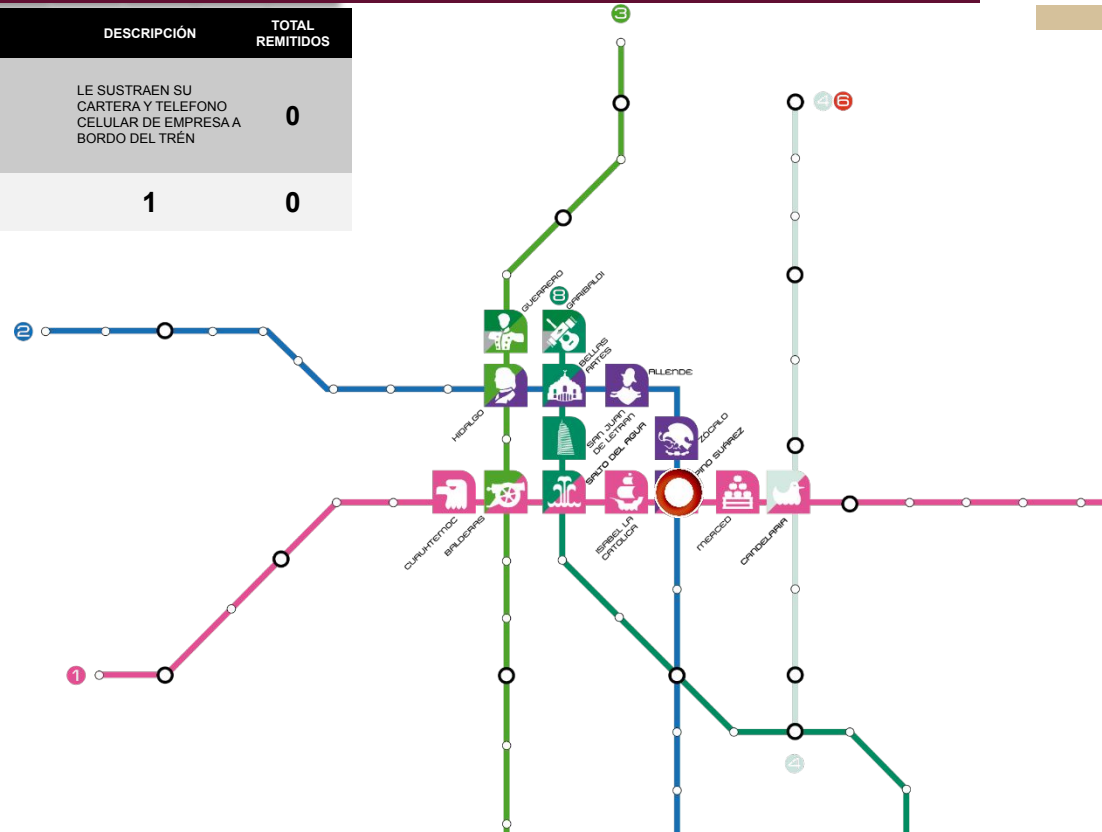 DESCRIPCIÓN
TOTAL
REMITIDOS
LE SUSTRAEN SU
CARTERA Y TELEFONO
CELULAR DE EMPRESA A
BORDO DEL TRÉN
0
1
0
3
4 6
GUERRERO
8
GARIBALDI
2
BELLAS
ARTES
ALLENDE
HIDALGO
SAN JUAN
DE LETRAN
ZOCALO
SALTO DEL AGUA
PINO SUÁREZ
CUAUHTEMOC
BALDERAS
ISABEL LA
CATOLICA
MERCED
CANDELARIA
1
4